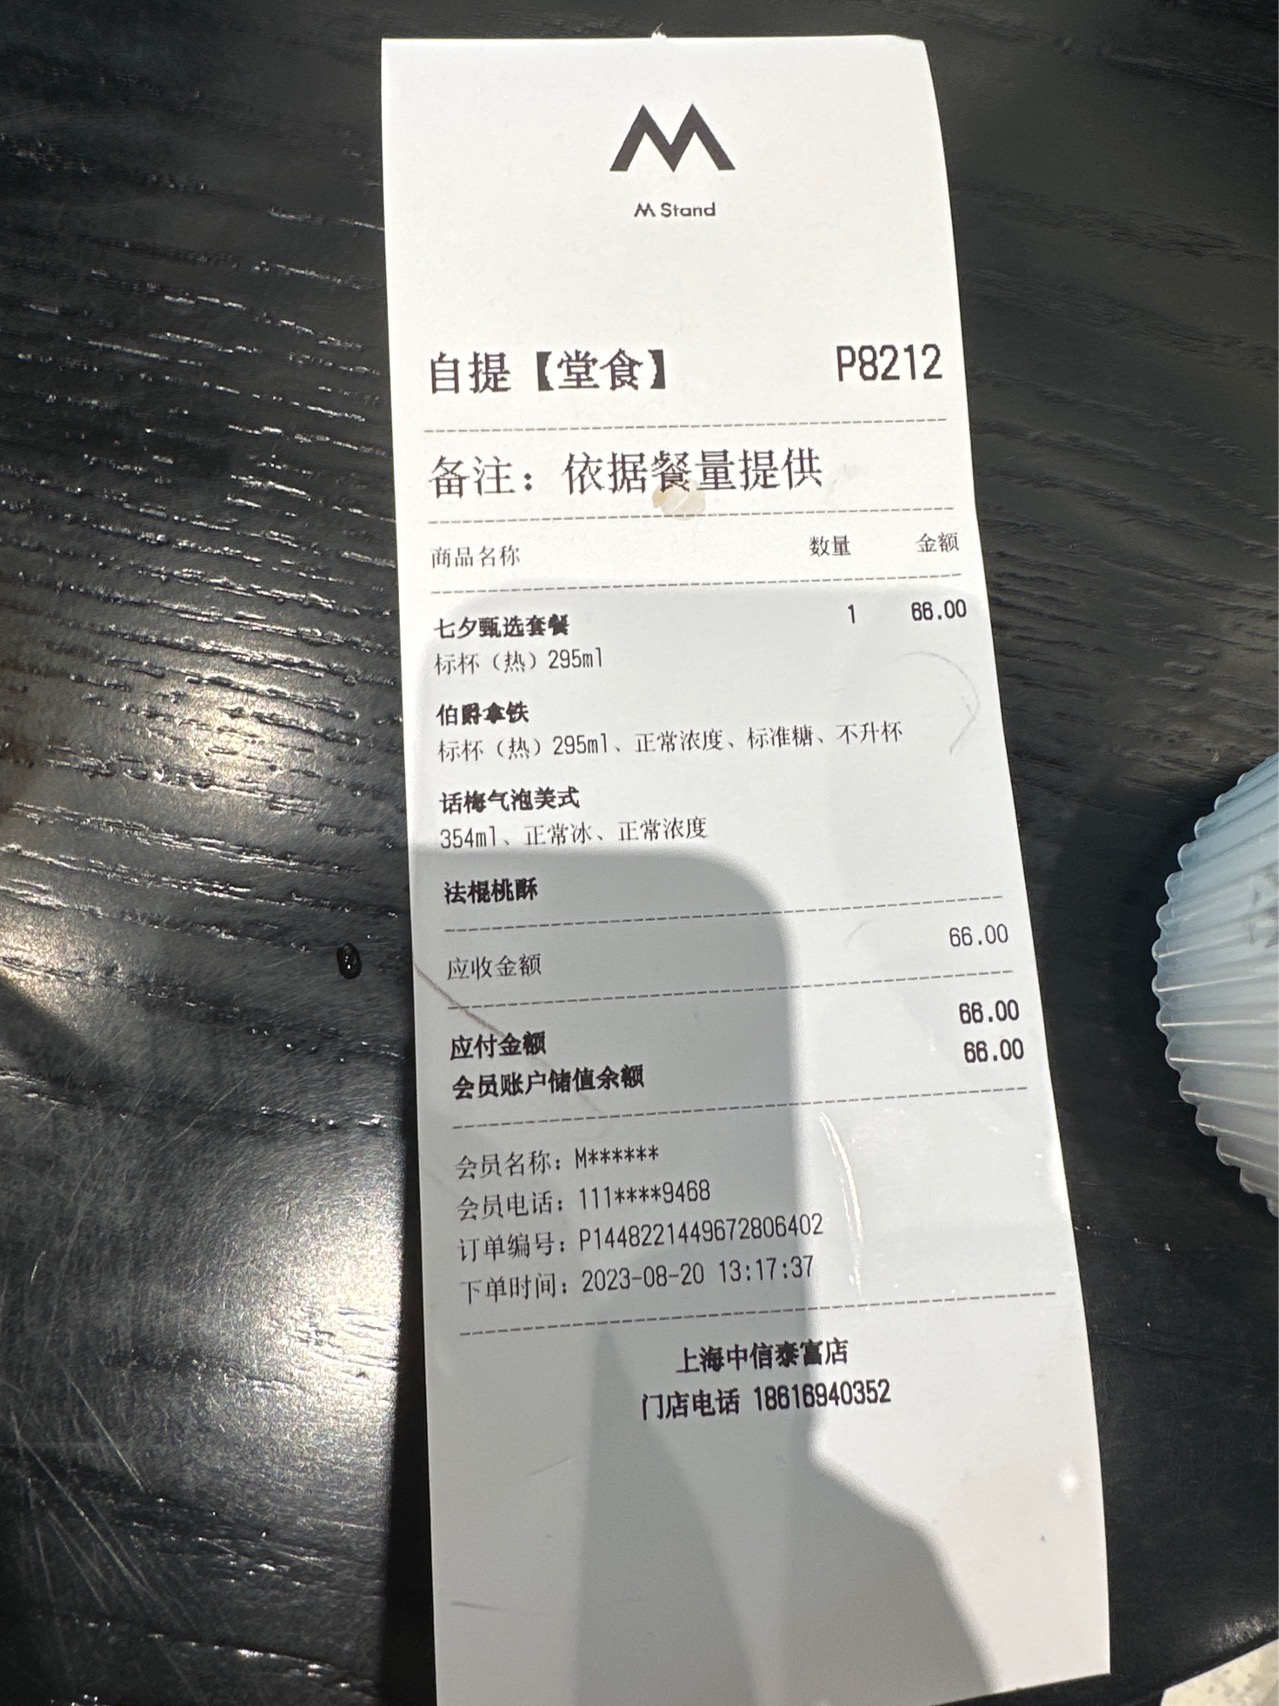 M Stand
自提【堂食】 P8212
备注：依据餐量提供
商品名称 数量 金额
七夕甄选套餐 1 66.00
标杯（热）295ml
伯爵拿铁
标杯（热）295ml、正常浓度、标准糖、不升杯
话梅气泡美式
354ml、正常冰、正常浓度
法棍桃酥
应收金额 66.00
应付金额 66.00
会员账户储值余额 66.00
会员名称：M******
会员电话：111****9468
订单编号：P1448221449672806402
下单时间：2023-08-20 13:17:37
上海中信泰富店
门店电话 18616940352